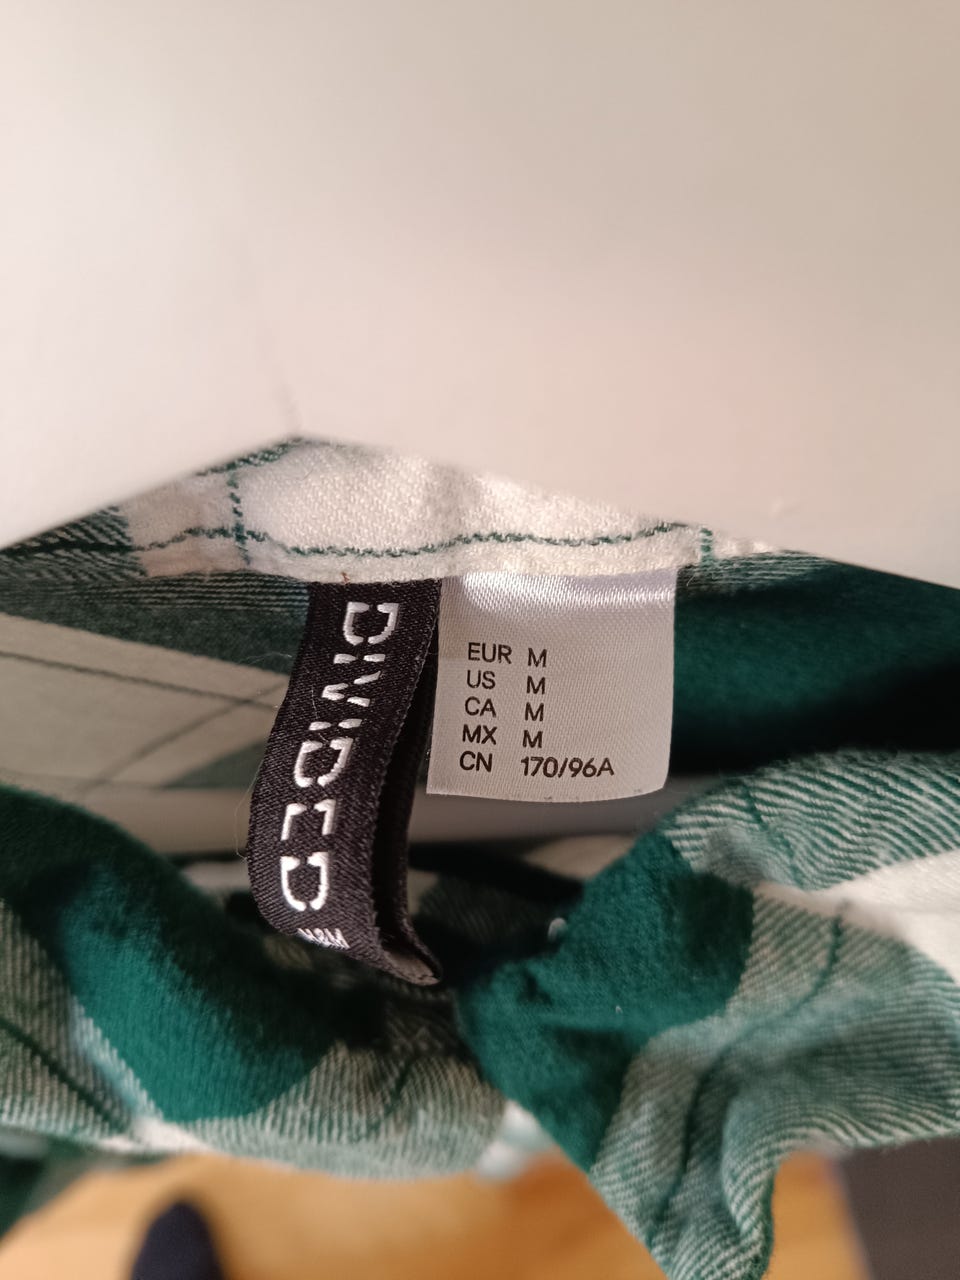 DIVIDED
H&M
EUR M
US M
CA M
MX M
CN 170/96A